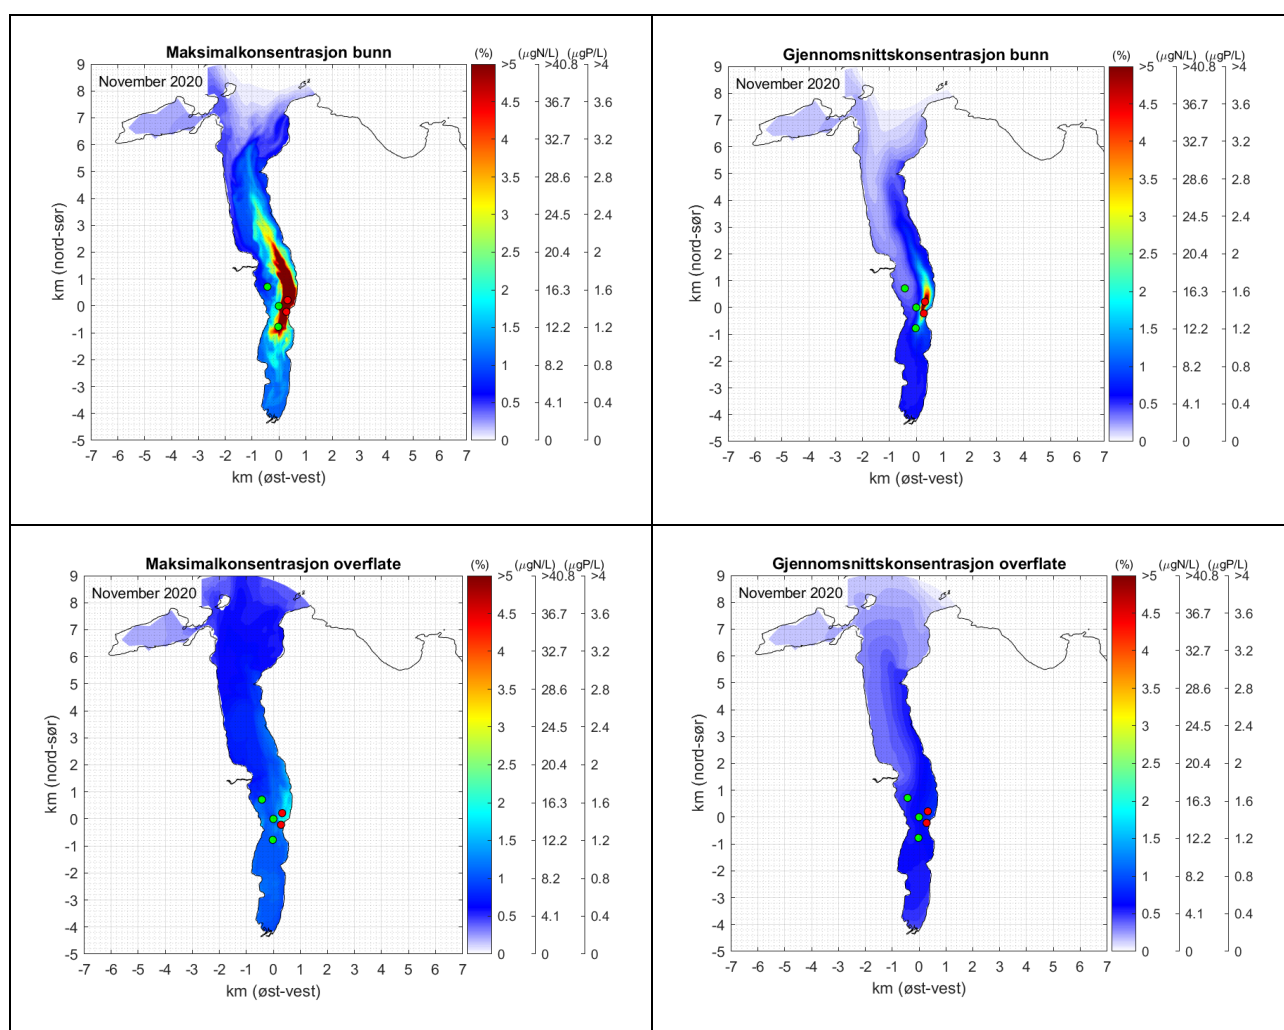 Maksimalkonsentrasjon bunn
(%) (μgN/L) (μgP/L)
November 2020
9
8
7
6
5
4
3
2
1
0
-1
-2
-3
-4
-5
km (nord-sør)
-7 -6 -5 -4 -3 -2 -1 0 1 2 3 4 5 6 7
km (øst-vest)
>5 >40.8 >4
4.5 36.7 3.6
4 32.7 3.2
3.5 28.6 2.8
3 24.5 2.4
2.5 20.4 2
2 16.3 1.6
1.5 12.2 1.2
1 8.2 0.8
0.5 4.1 0.4
0 0 0
Gjennomsnittskonsentrasjon bunn
(%) (μgN/L) (μgP/L)
November 2020
9
8
7
6
5
4
3
2
1
0
-1
-2
-3
-4
-5
km (nord-sør)
-7 -6 -5 -4 -3 -2 -1 0 1 2 3 4 5 6 7
km (øst-vest)
>5 >40.8 >4
4.5 36.7 3.6
4 32.7 3.2
3.5 28.6 2.8
3 24.5 2.4
2.5 20.4 2
2 16.3 1.6
1.5 12.2 1.2
1 8.2 0.8
0.5 4.1 0.4
0 0 0
Maksimalkonsentrasjon overflate
(%) (μgN/L) (μgP/L)
November 2020
9
8
7
6
5
4
3
2
1
0
-1
-2
-3
-4
-5
km (nord-sør)
-7 -6 -5 -4 -3 -2 -1 0 1 2 3 4 5 6 7
km (øst-vest)
>5 >40.8 >4
4.5 36.7 3.6
4 32.7 3.2
3.5 28.6 2.8
3 24.5 2.4
2.5 20.4 2
2 16.3 1.6
1.5 12.2 1.2
1 8.2 0.8
0.5 4.1 0.4
0 0 0
Gjennomsnittskonsentrasjon overflate
(%) (μgN/L) (μgP/L)
November 2020
9
8
7
6
5
4
3
2
1
0
-1
-2
-3
-4
-5
km (nord-sør)
-7 -6 -5 -4 -3 -2 -1 0 1 2 3 4 5 6 7
km (øst-vest)
>5 >40.8 >4
4.5 36.7 3.6
4 32.7 3.2
3.5 28.6 2.8
3 24.5 2.4
2.5 20.4 2
2 16.3 1.6
1.5 12.2 1.2
1 8.2 0.8
0.5 4.1 0.4
0 0 0